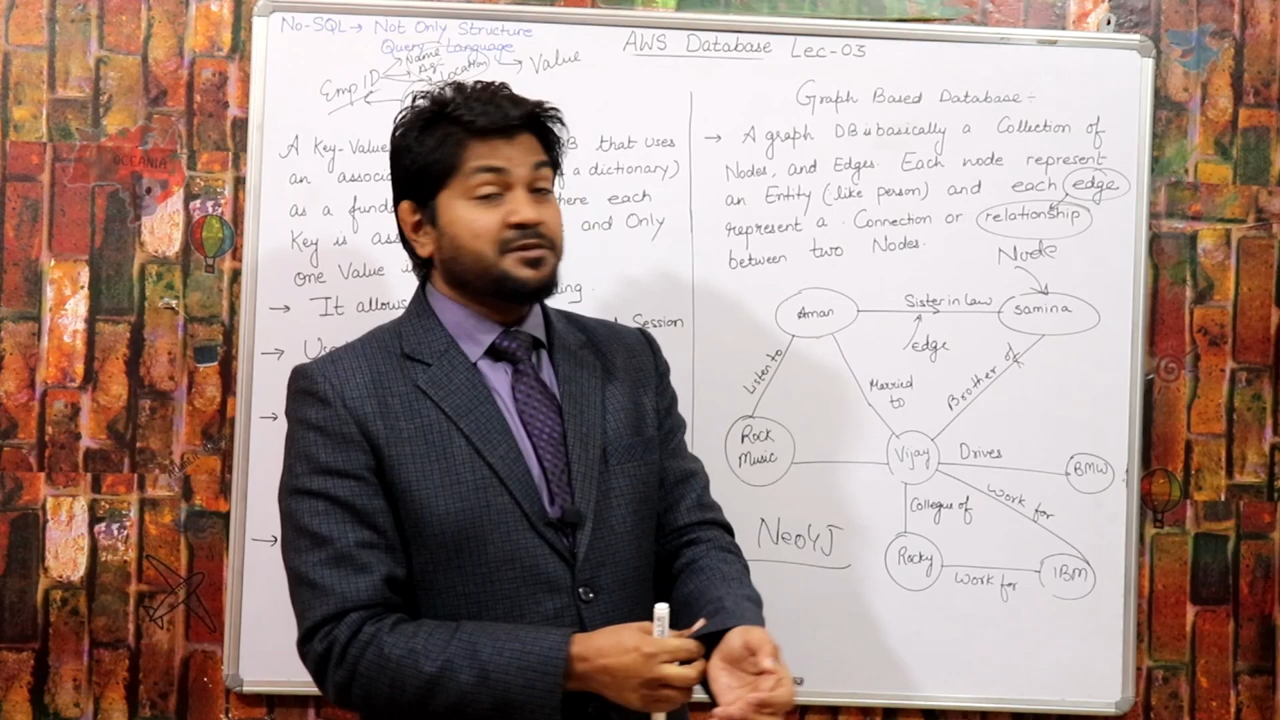 No-SQL → Not Only Structure
Query Language
Name
Location
→ Value
Emp ID
A Key-Value
B that uses
an associa
a dictionary)
as a fund
here each
Key is ass
and Only
one Value i
ding.
→ It allows
Session
→ Use
→
→
AWS Database Lec-03
Graph Based Database:-
→ A graph DB is basically a Collection of
Nodes, and Edges. Each node represent
an Entity (like person) and each edge
represent a Connection or relationship
between two Nodes.
Node
Aman
Sister in law
Samina
edge
Listen to
Married
to
Brother of
Rock
Music
Vijay
Drives
BMW
Work for
Collegue of
Neo4J
Rocky
Work for
IBM
OCEANIA